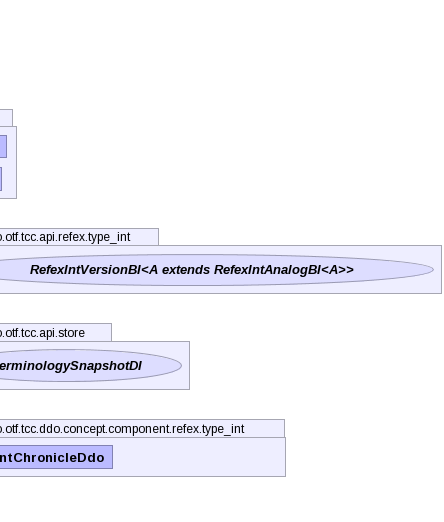 o.otf.tcc.api.refex.type_int
RefexIntVersionBI<A extends RefexIntAnalogBI<A>>
o.otf.tcc.api.store
erminologySnapshotDI
o.otf.tcc.ddo.concept.component.refex.type_int
ntChronicleDdo